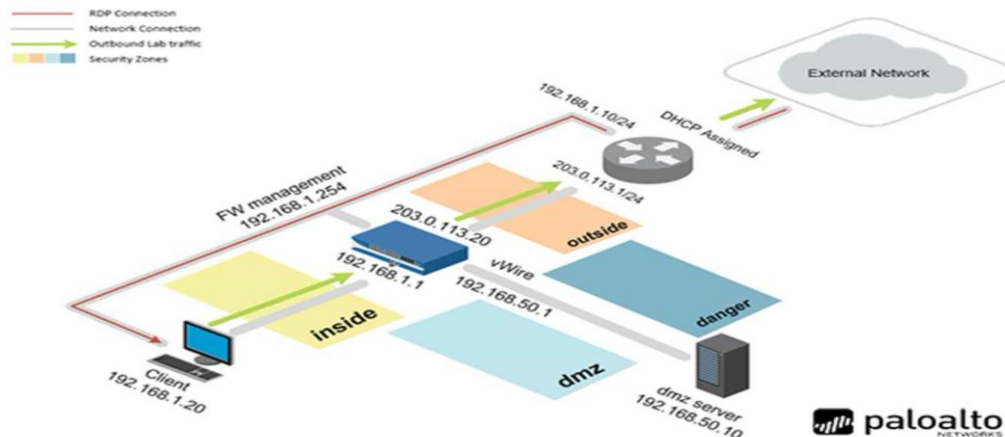 RDP Connection
Network Connection
Outbound Lab traffic
Security Zones
External Network
192.168.1.10/24
DHCP Assigned
203.0.113.1/24
FW management
192.168.1.254
203.0.113.20
outside
192.168.1.1
vWire
192.168.50.1
danger
inside
dmz
Client
192.168.1.20
dmz server
192.168.50.10
paloalto
NETWORKS